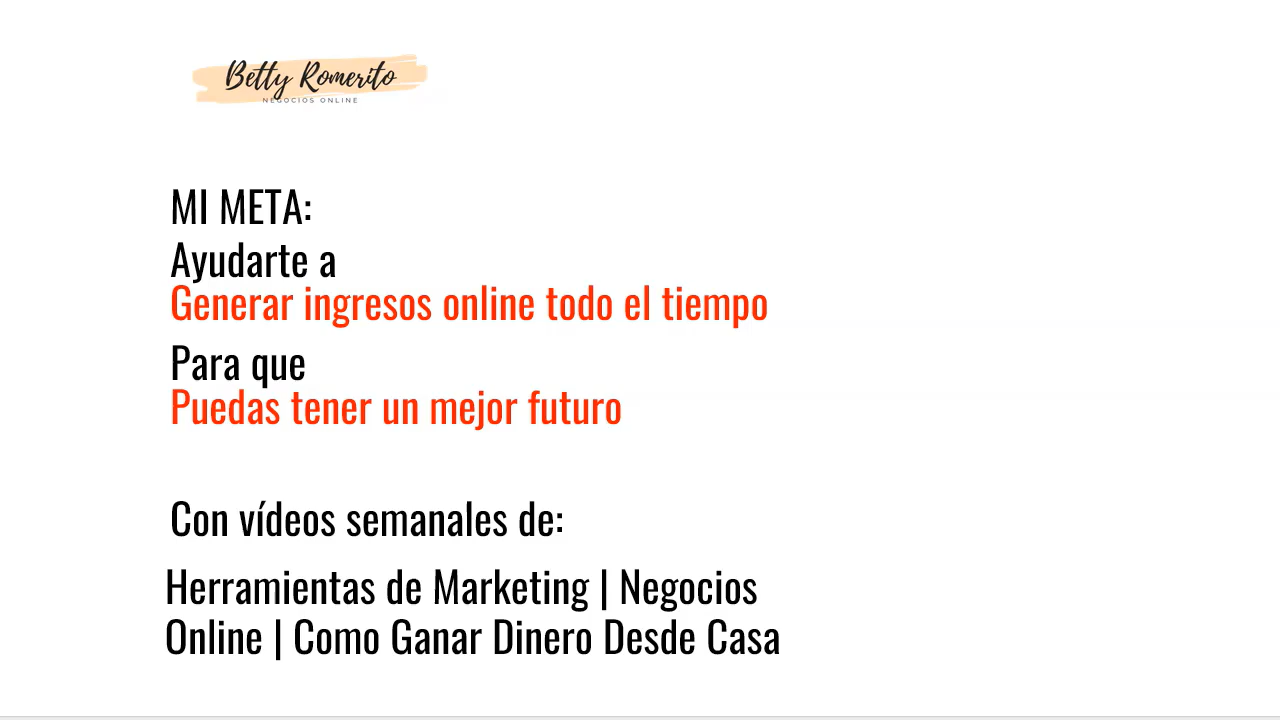 Betty Romerito
NEGOCIOS ONLINE
MI META:
Ayudarte a
Generar ingresos online todo el tiempo
Para que
Puedas tener un mejor futuro
Con vídeos semanales de:
Herramientas de Marketing | Negocios
Online | Como Ganar Dinero Desde Casa